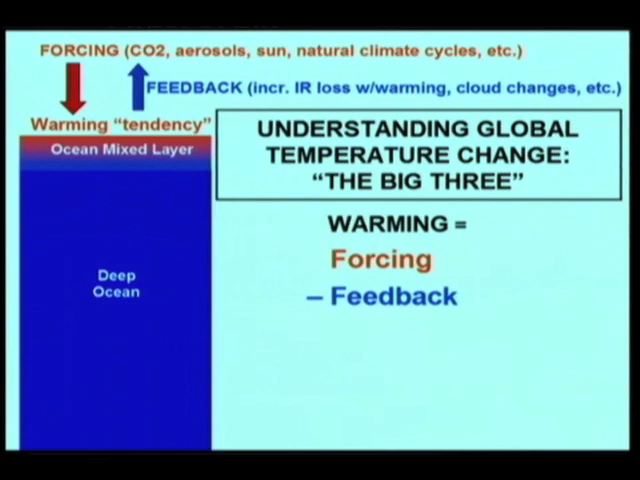 FORCING (CO2, aerosols, sun, natural climate cycles, etc.)
FEEDBACK (incr. IR loss w/warming, cloud changes, etc.)
Warming “tendency”
Ocean Mixed Layer
UNDERSTANDING GLOBAL
TEMPERATURE CHANGE:
“THE BIG THREE”
WARMING =
Forcing
– Feedback
Deep
Ocean